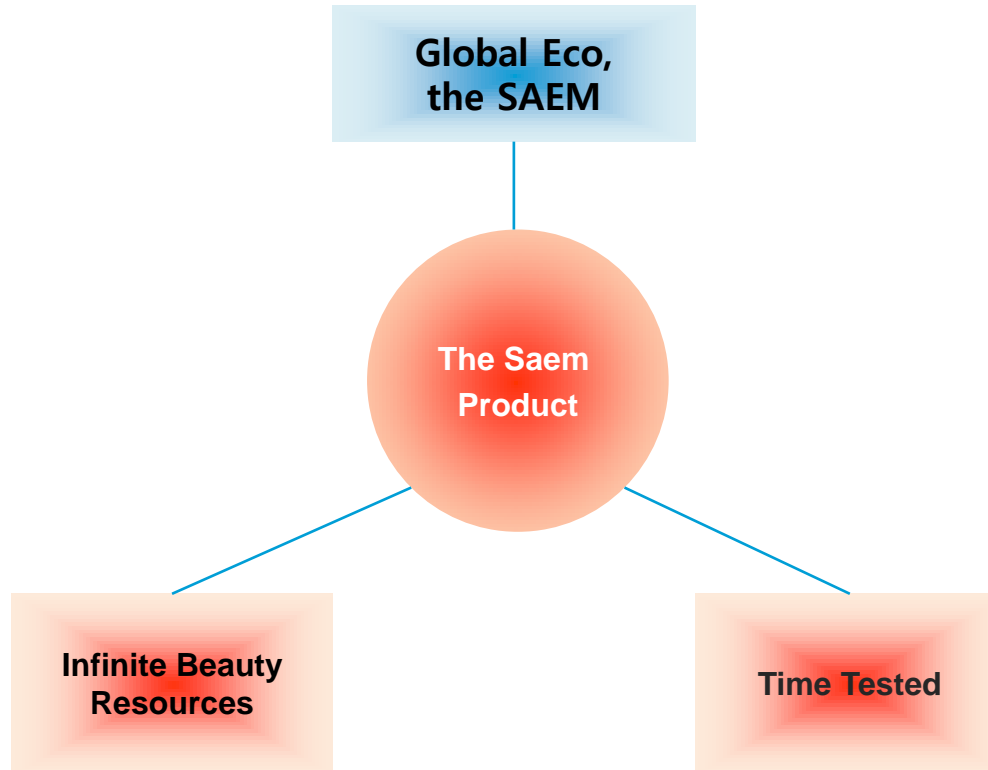 Global Eco,
the SAEM
The Saem
Product
Infinite Beauty
Resources
Time Tested